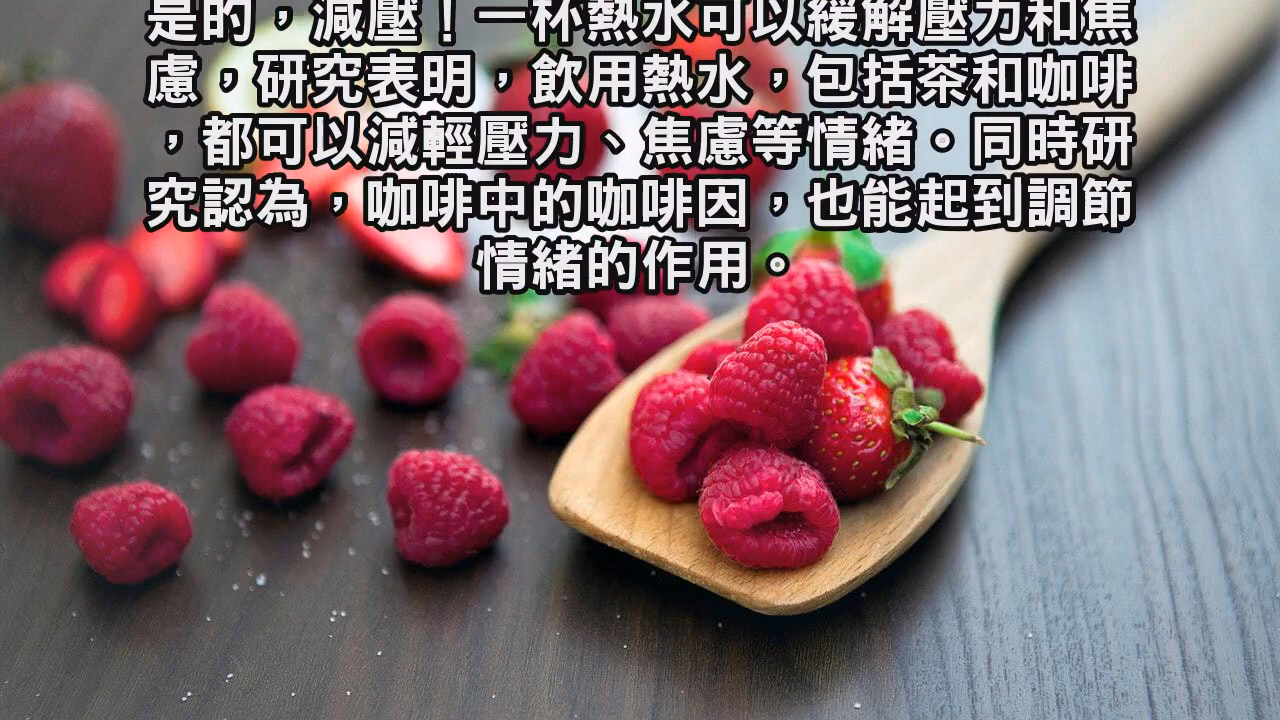 是的，減壓！一杯熱水可以緩解壓力和焦
慮，研究表明，飲用熱水，包括茶和咖啡
，都可以減輕壓力、焦慮等情緒。同時研
究認為，咖啡中的咖啡因，也能起到調節
情緒的作用。